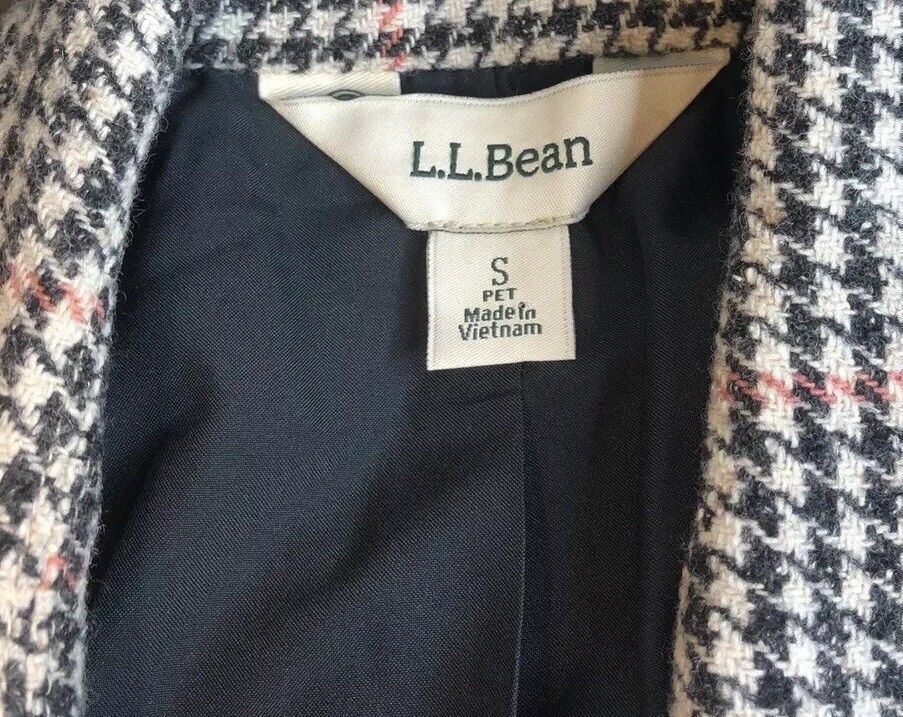 L.L.Bean
S
PET
Made in
Vietnam